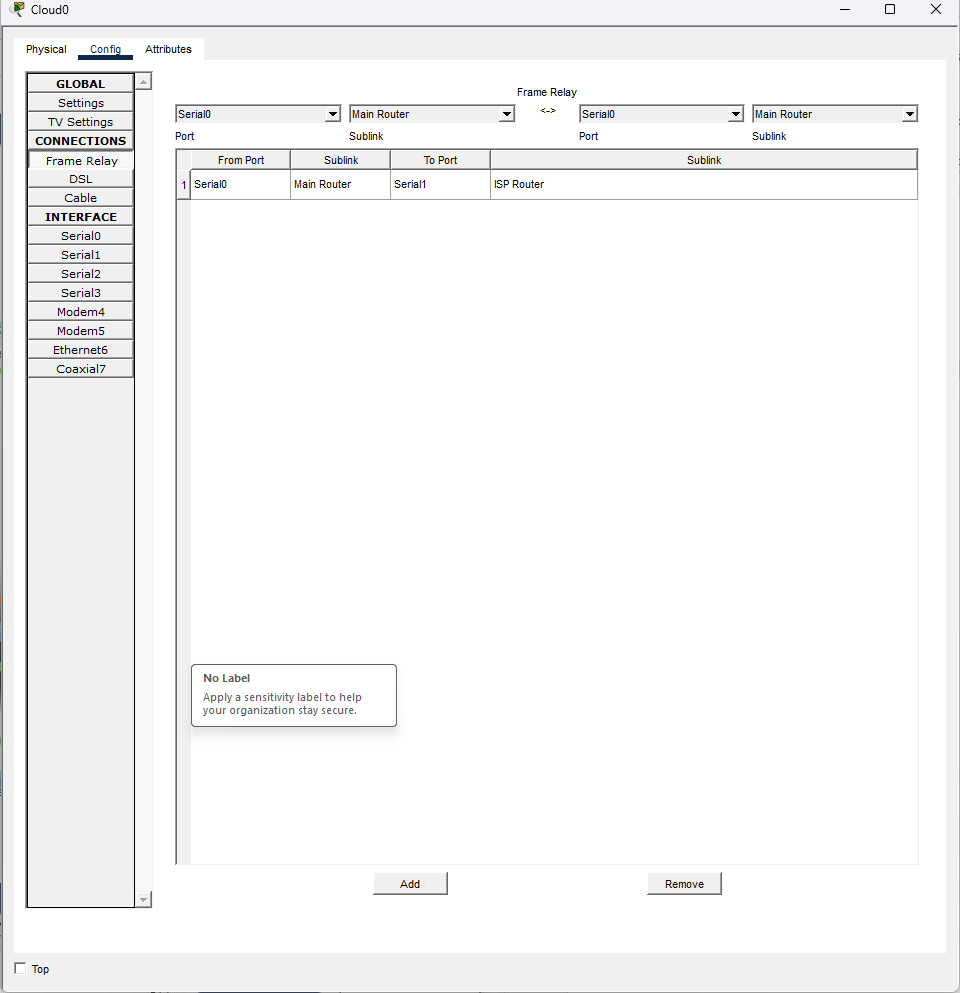 Cloud0
Physical Config Attributes
GLOBAL
Settings
TV Settings
CONNECTIONS
Frame Relay
DSL
Cable
INTERFACE
Serial0
Serial1
Serial2
Serial3
Modem4
Modem5
Ethernet6
Coaxial7
Frame Relay
Serial0 Main Router <-> Serial0 Main Router
Port Sublink Port Sublink
From Port Sublink To Port Sublink
1 Serial0 Main Router Serial1 ISP Router
No Label
Apply a sensitivity label to help
your organization stay secure.
Add Remove
Top